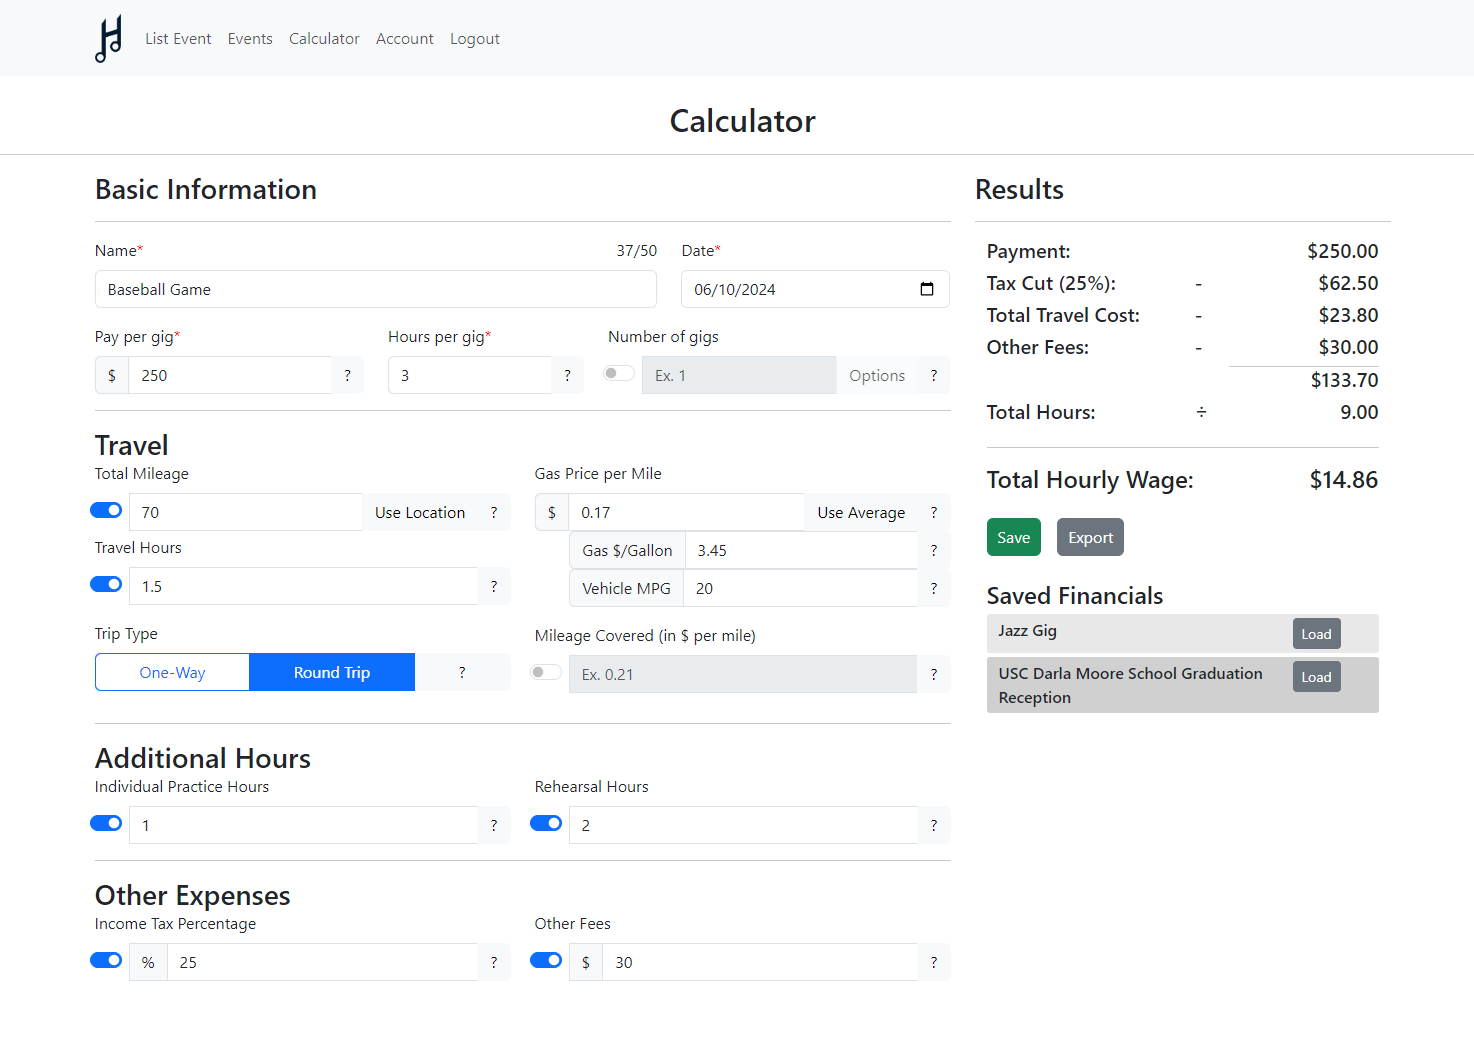 List Event Events Calculator Account Logout
Calculator
Basic Information
Name* 37/50 Date*
Baseball Game 06/10/2024
Pay per gig* Hours per gig* Number of gigs
$ 250 ? 3 ? Ex. 1 Options ?
Travel
Total Mileage Gas Price per Mile
70 Use Location ? $ 0.17 Use Average ?
Gas $/Gallon 3.45 ?
Travel Hours
1.5 ? Vehicle MPG 20 ?
Trip Type Mileage Covered (in $ per mile)
One-Way Round Trip ? Ex. 0.21 ?
Additional Hours
Individual Practice Hours Rehearsal Hours
1 ? 2 ?
Other Expenses
Income Tax Percentage Other Fees
% 25 ? $ 30 ?
Results
Payment: $250.00
Tax Cut (25%): - $62.50
Total Travel Cost: - $23.80
Other Fees: - $30.00
$133.70
Total Hours: ÷ 9.00
Total Hourly Wage: $14.86
Save Export
Saved Financials
Jazz Gig Load
USC Darla Moore School Graduation Load
Reception